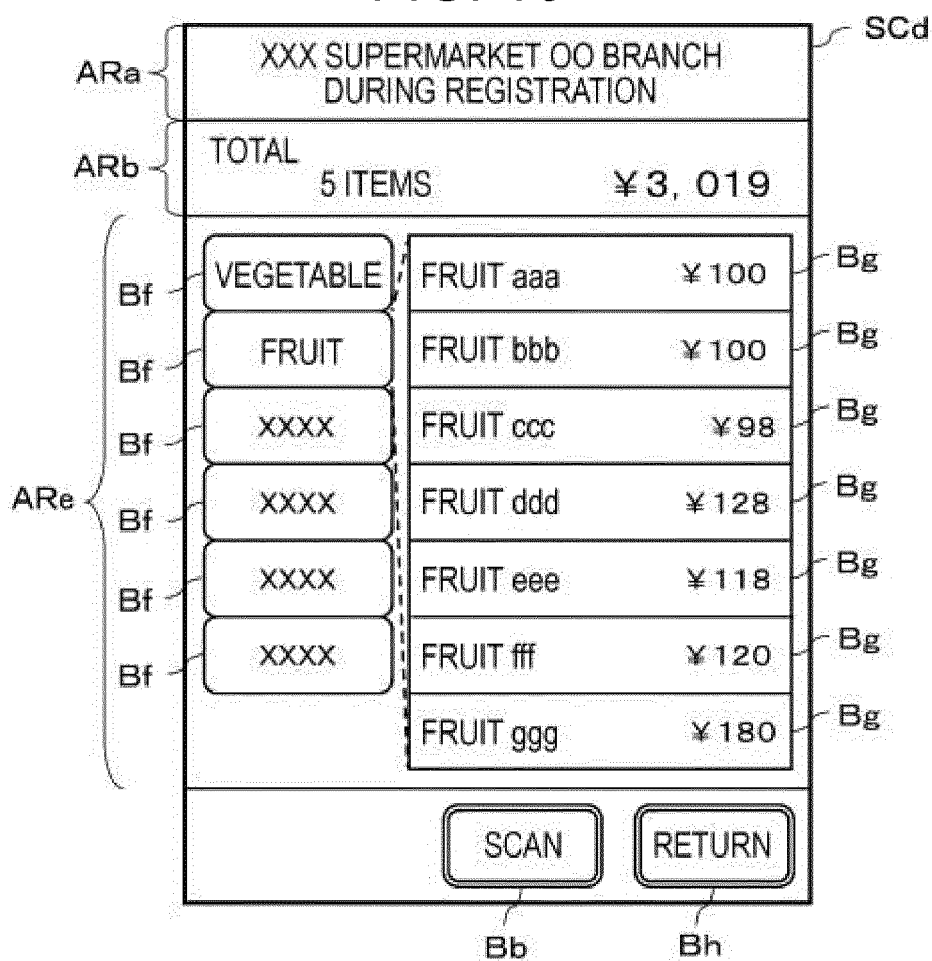 SCd
ARa
XXX SUPERMARKET OO BRANCH
DURING REGISTRATION
ARb
TOTAL
5 ITEMS ¥3, 019
ARe
Bf VEGETABLE FRUIT aaa ¥100 Bg
Bf FRUIT FRUIT bbb ¥100 Bg
Bf XXXX FRUIT ccc ¥98 Bg
Bf XXXX FRUIT ddd ¥128 Bg
Bf XXXX FRUIT eee ¥118 Bg
Bf XXXX FRUIT fff ¥120 Bg
FRUIT ggg ¥180 Bg
SCAN RETURN
Bb Bh